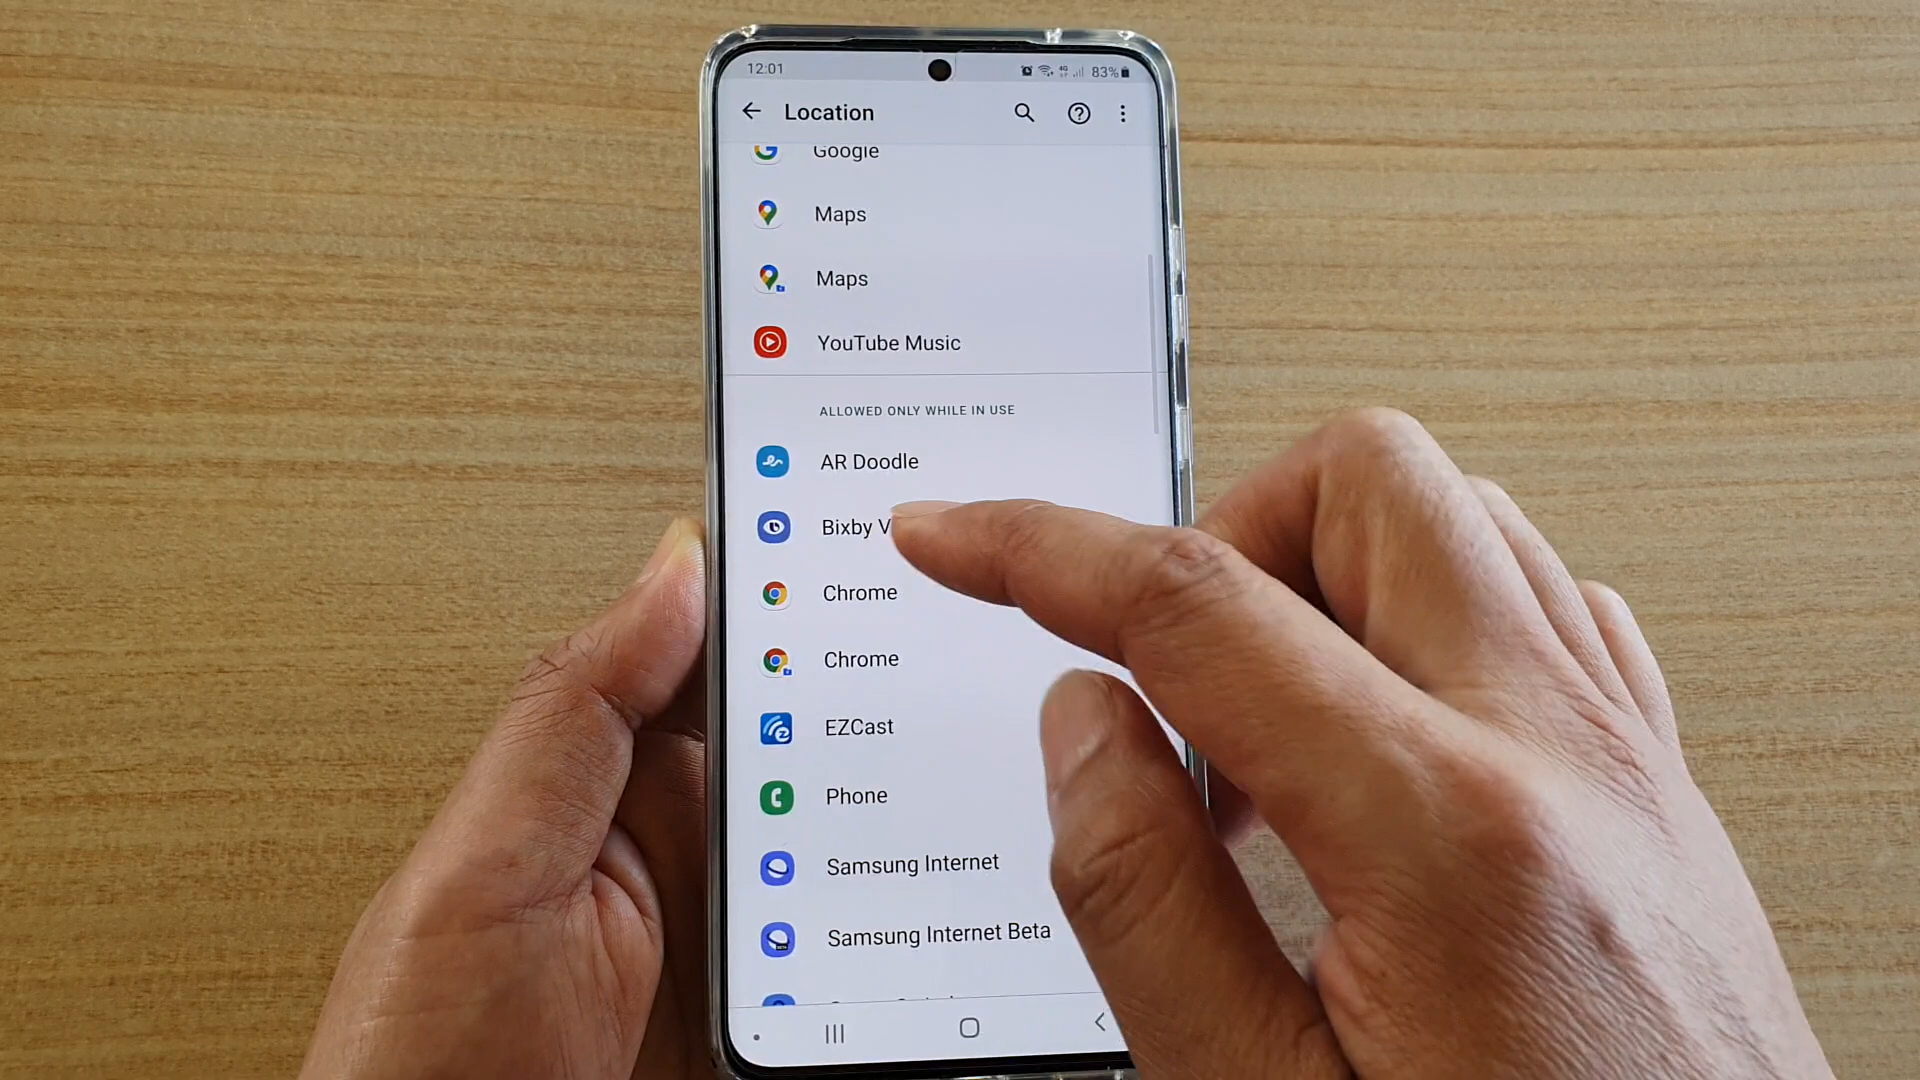 12:01 4G 83%
Location
Google
Maps
Maps
YouTube Music
ALLOWED ONLY WHILE IN USE
AR Doodle
Bixby V
Chrome
Chrome
EZCast
Phone
Samsung Internet
Samsung Internet Beta